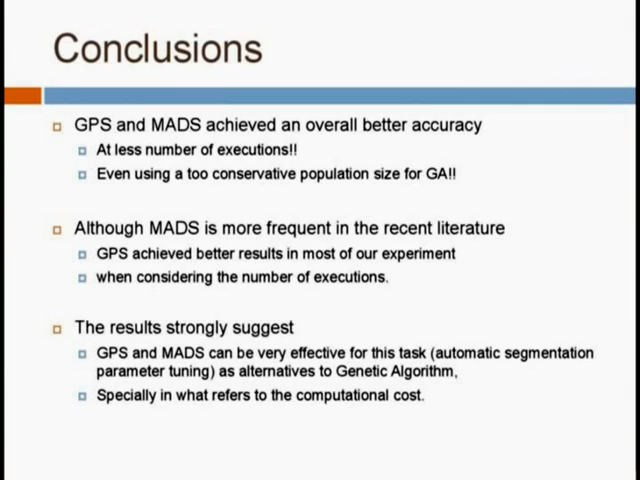 Conclusions
GPS and MADS achieved an overall better accuracy
At less number of executions!!
Even using a too conservative population size for GA!!
Although MADS is more frequent in the recent literature
GPS achieved better results in most of our experiment
when considering the number of executions.
The results strongly suggest
GPS and MADS can be very effective for this task (automatic segmentation
parameter tuning) as alternatives to Genetic Algorithm,
Specially in what refers to the computational cost.